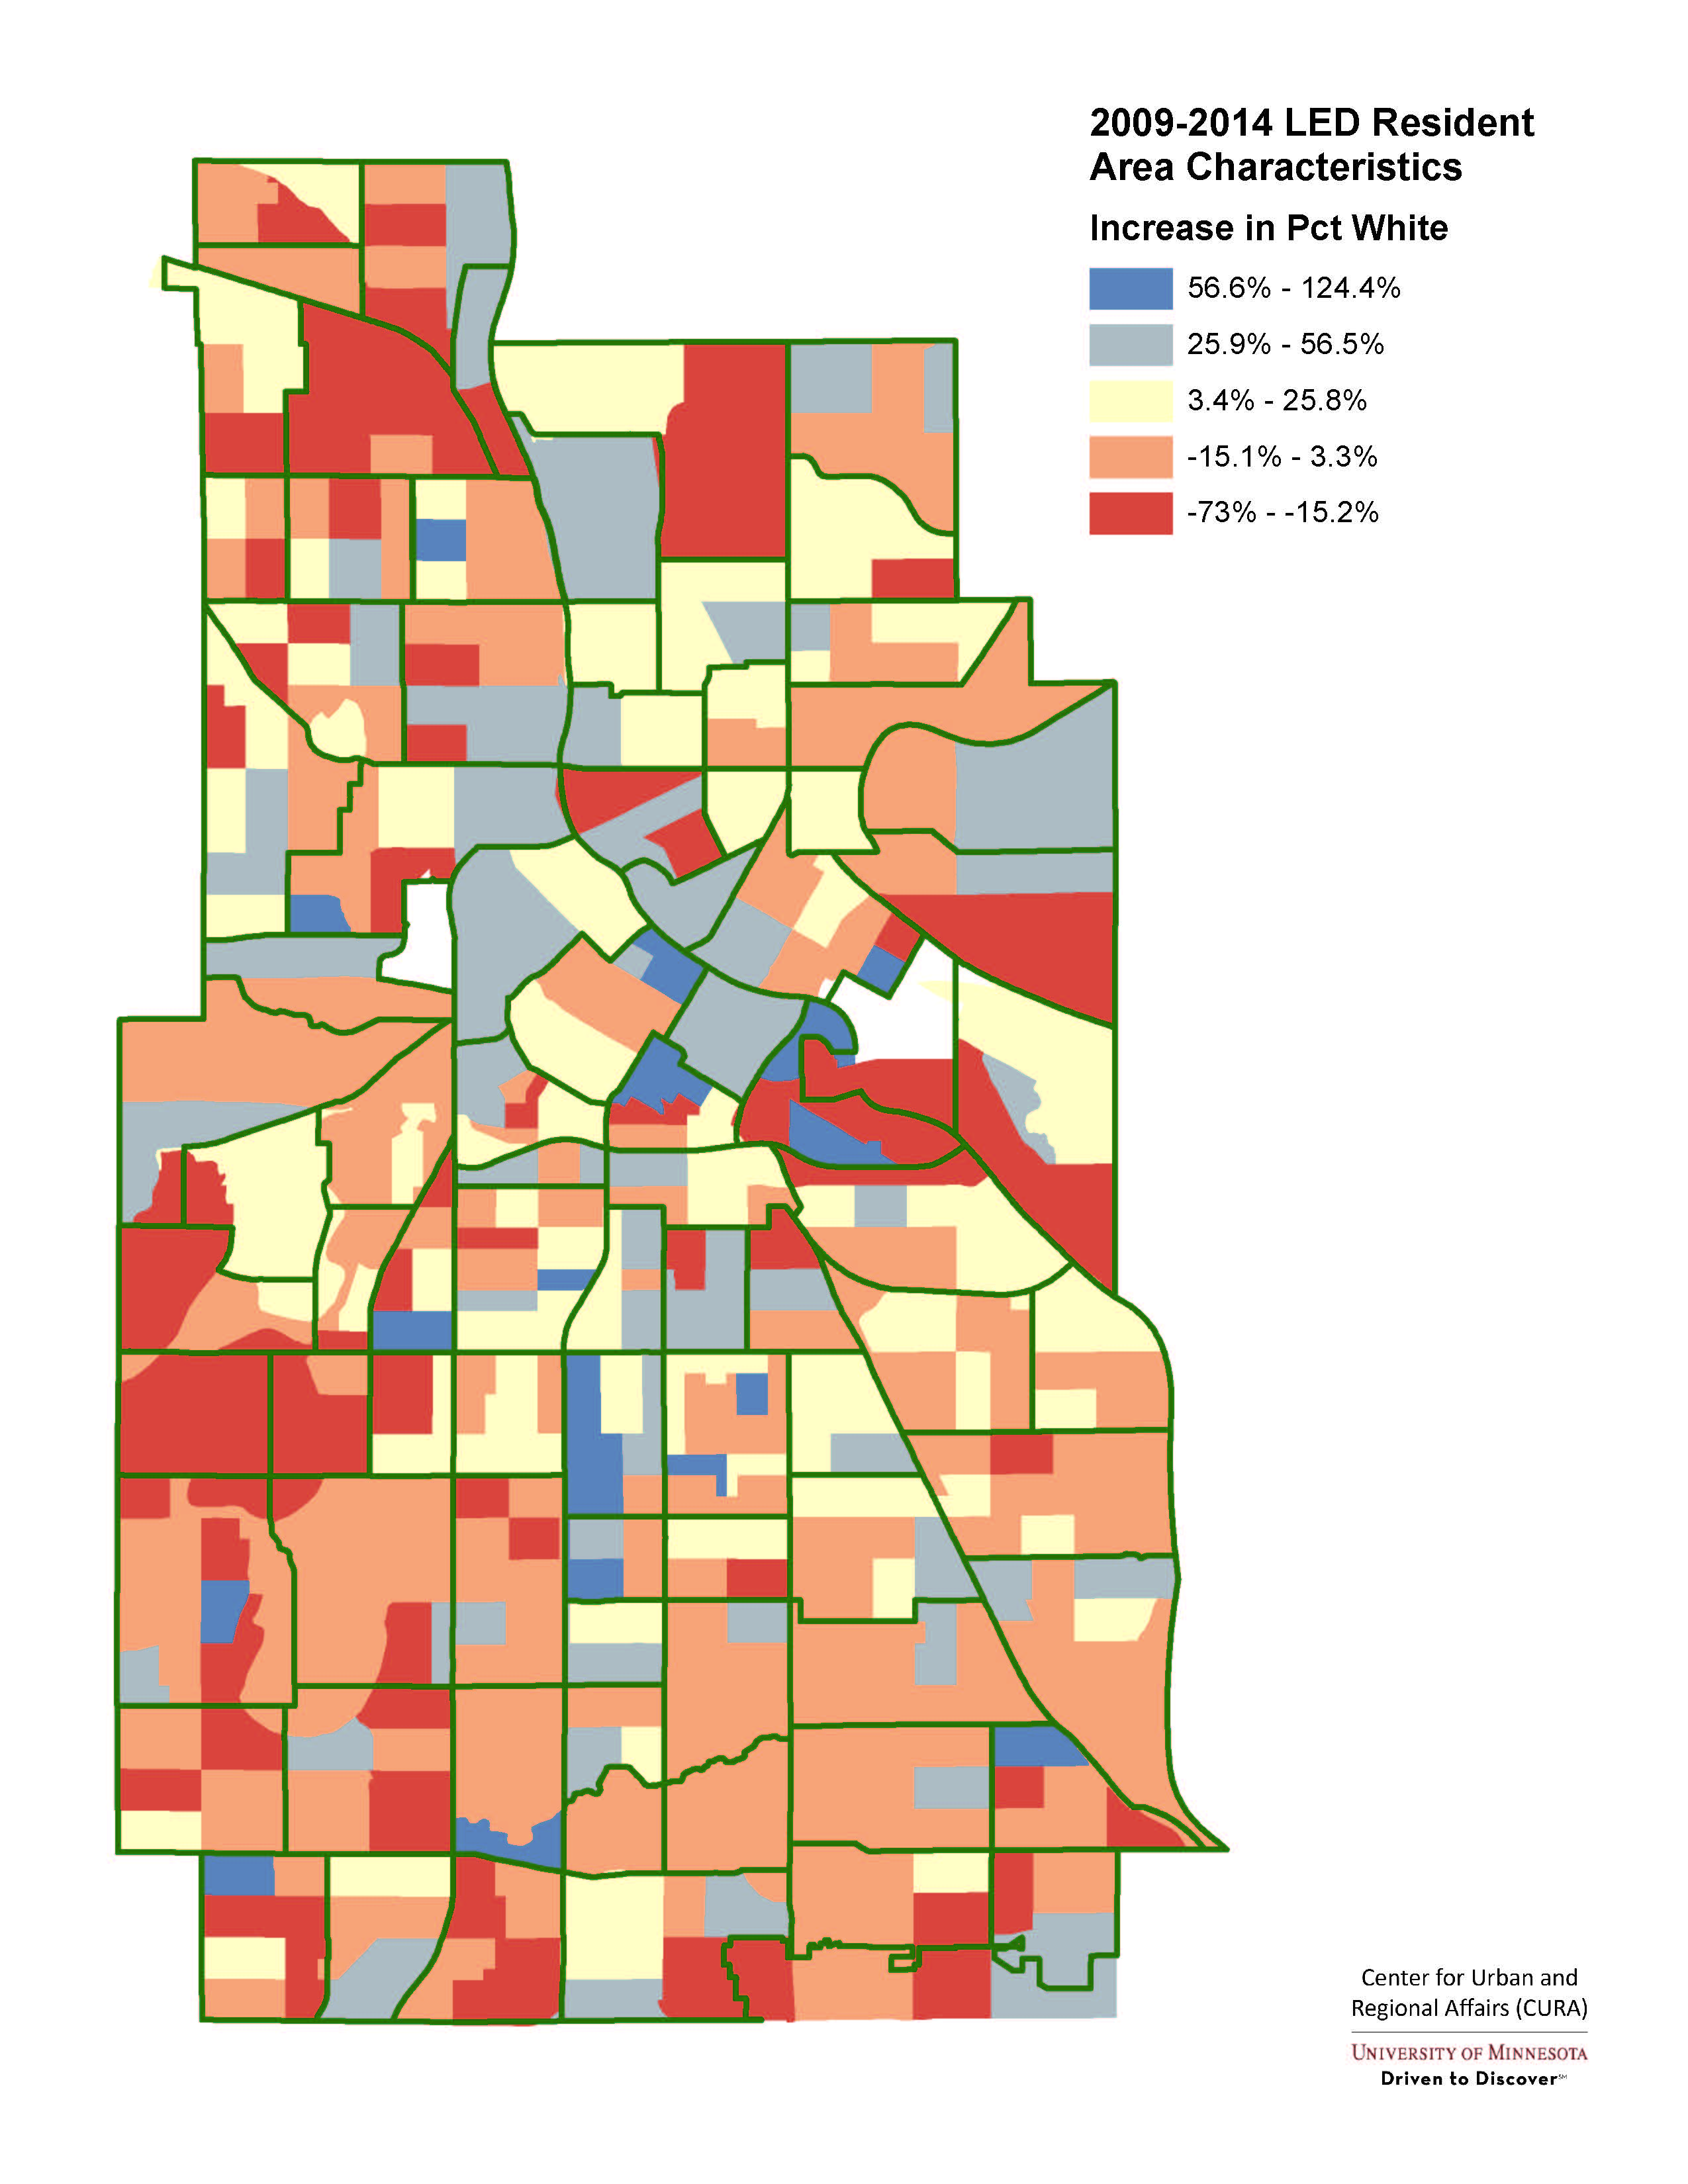 2009-2014 LED Resident
Area Characteristics
Increase in Pct White
56.6% - 124.4%
25.9% - 56.5%
3.4% - 25.8%
-15.1% - 3.3%
-73% - -15.2%
Center for Urban and
Regional Affairs (CURA)
UNIVERSITY OF MINNESOTA
Driven to Discover℠